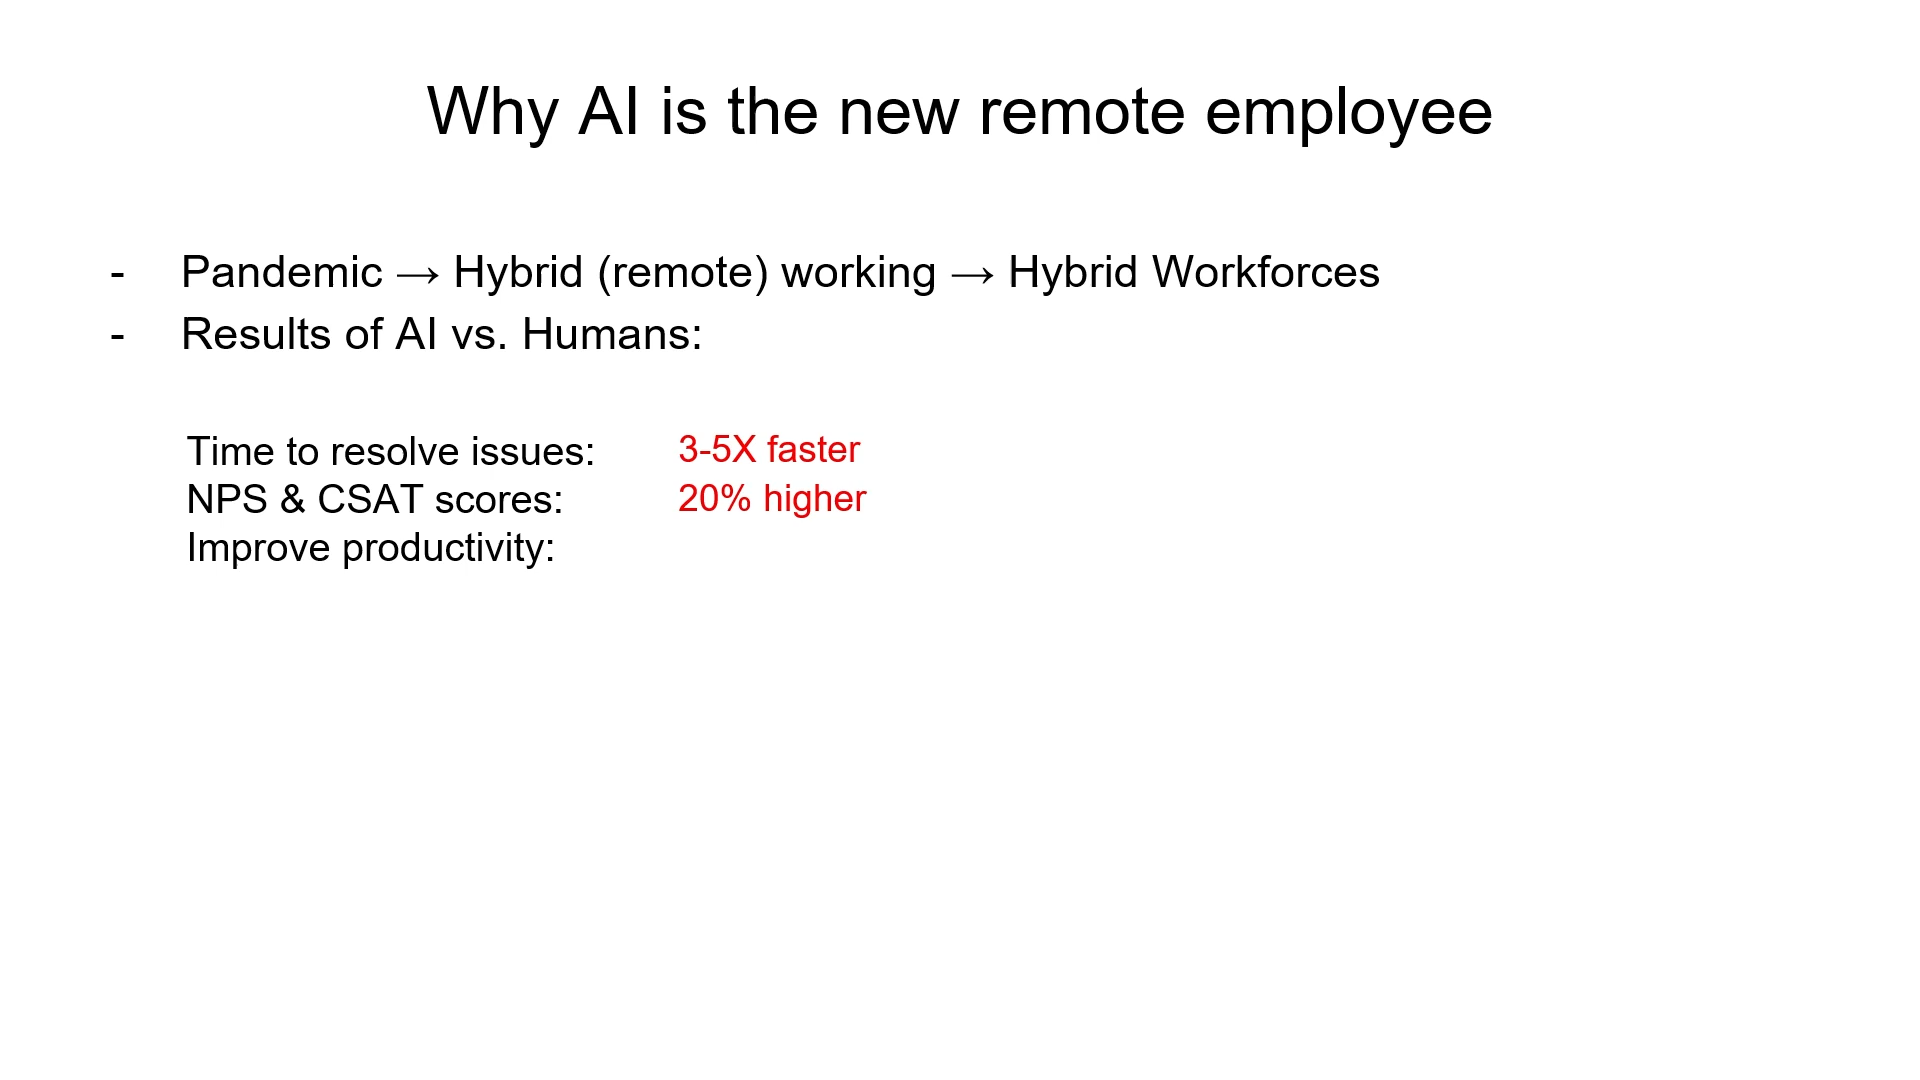 Why AI is the new remote employee
- Pandemic → Hybrid (remote) working → Hybrid Workforces
- Results of AI vs. Humans:
Time to resolve issues: 3-5X faster
NPS & CSAT scores: 20% higher
Improve productivity: